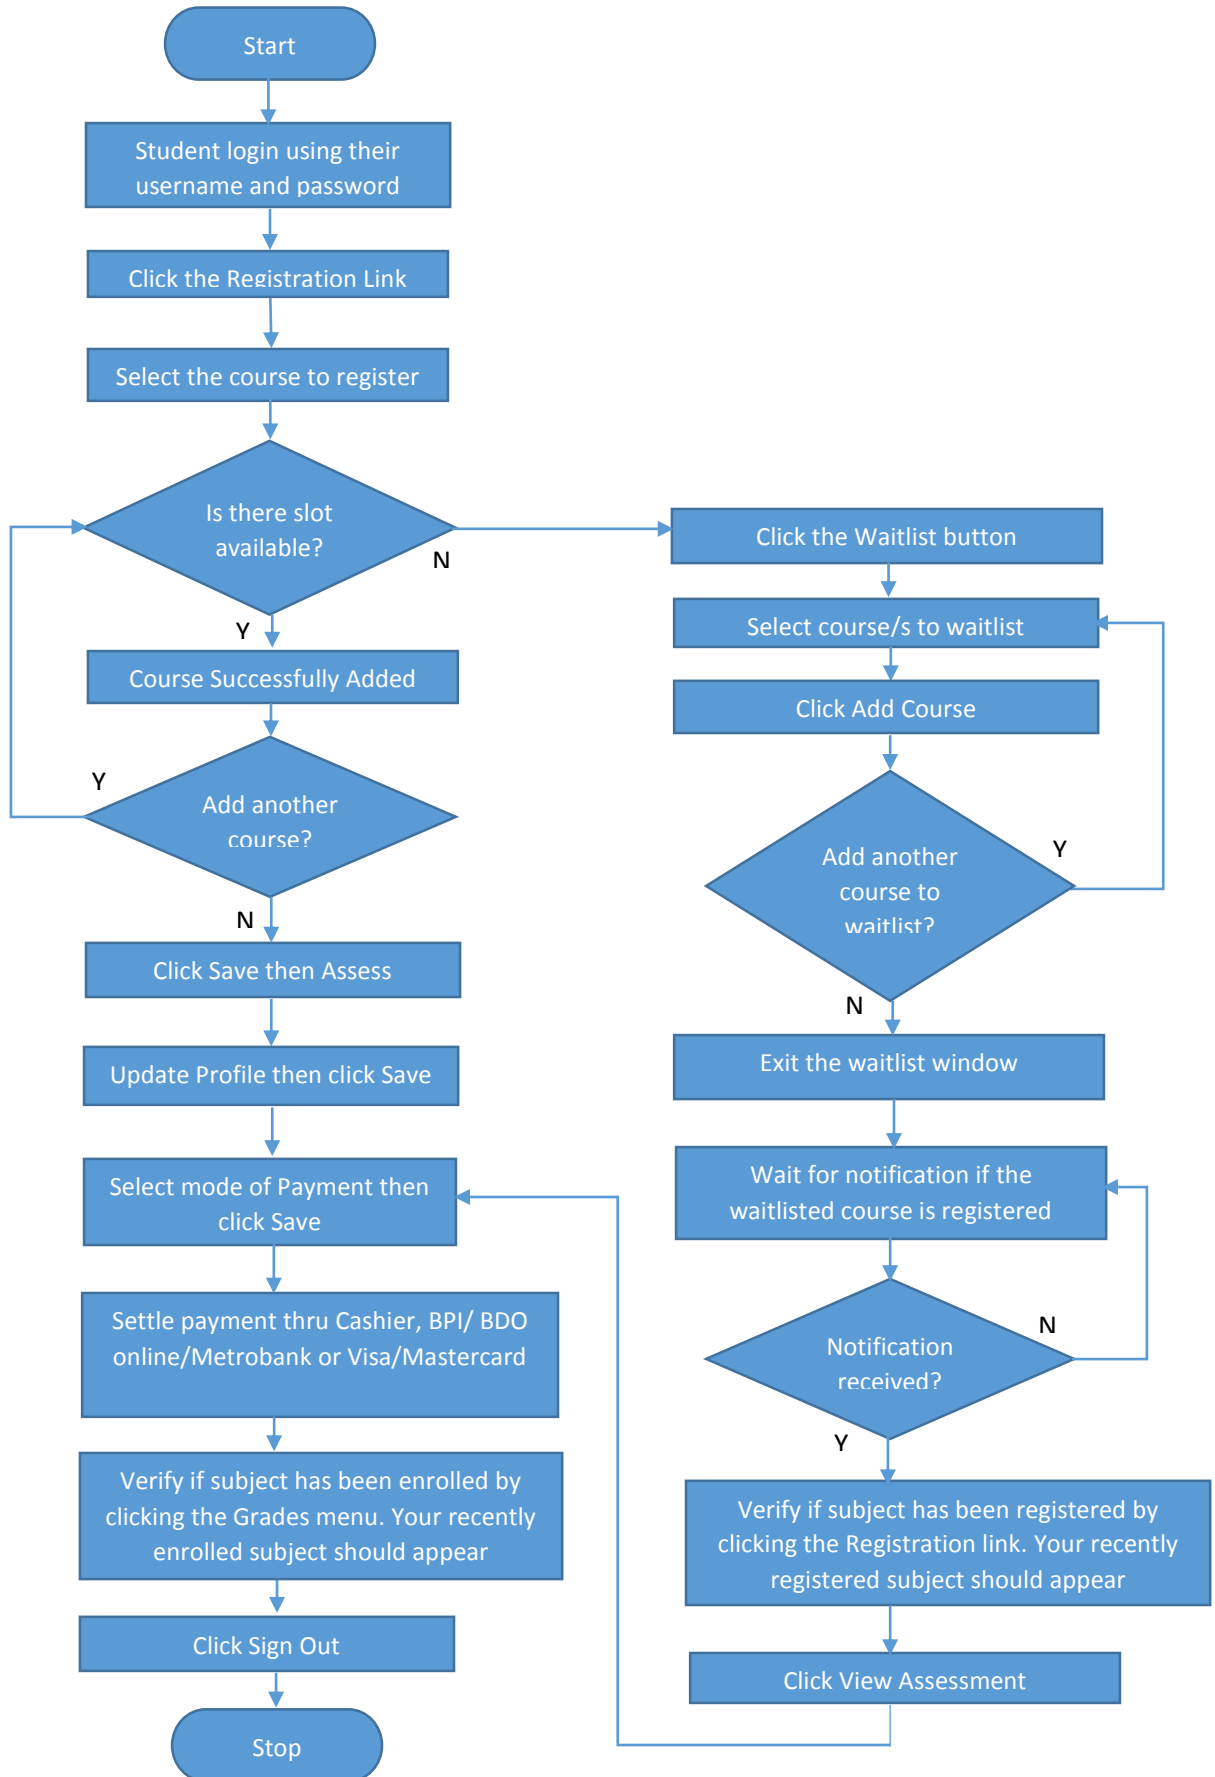 Start
Student login using their
username and password
Click the Registration Link
Select the course to register
Is there slot
available?
N
Y
Course Successfully Added
Add another
course?
Y
N
Click Save then Assess
Update Profile then click Save
Select mode of Payment then
click Save
Settle payment thru Cashier, BPI/ BDO
online/Metrobank or Visa/Mastercard
Verify if subject has been enrolled by
clicking the Grades menu. Your recently
enrolled subject should appear
Click Sign Out
Stop
Click the Waitlist button
Select course/s to waitlist
Click Add Course
Add another
course to
waitlist?
Y
N
Exit the waitlist window
Wait for notification if the
waitlisted course is registered
Notification
received?
N
Y
Verify if subject has been registered by
clicking the Registration link. Your recently
registered subject should appear
Click View Assessment